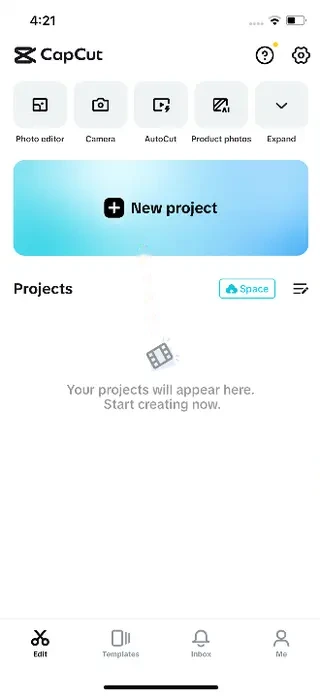 4:21
CapCut
Photo editor
Camera
AutoCut
AI
Product photos
Expand
New project
Projects
Space
Your projects will appear here.
Start creating now.
Edit
Templates
Inbox
Me